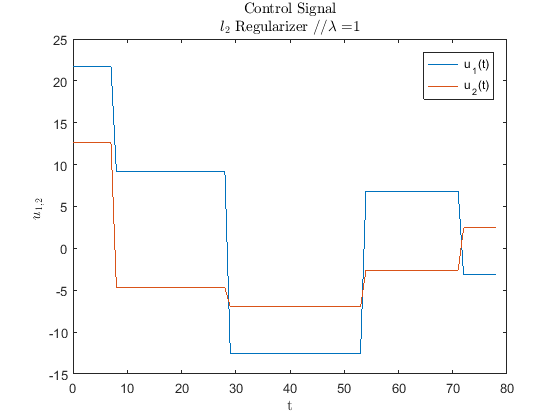 Control Signal
l₂ Regularizer //λ =1
25
20
15
10
5
0
-5
-10
-15
u₁,₂
0 10 20 30 40 50 60 70 80
t
u₁(t)
u₂(t)